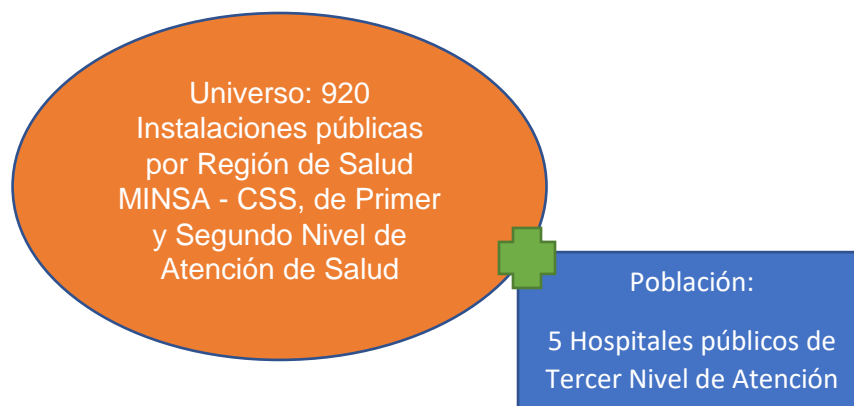 Universo: 920
Instalaciones públicas
por Región de Salud
MINSA - CSS, de Primer
y Segundo Nivel de
Atención de Salud
Población:
5 Hospitales públicos de
Tercer Nivel de Atención